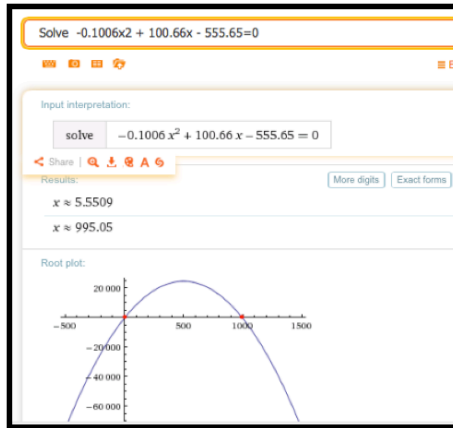 Solve -0.1006x2 + 100.66x - 555.65=0
Input interpretation:
solve −0.1006 x² + 100.66 x − 555.65 = 0
Share A
Results:
More digits Exact forms
x ≈ 5.5509
x ≈ 995.05
Root plot:
20 000
−500 500 1000 1500
−20 000
−40 000
−60 000